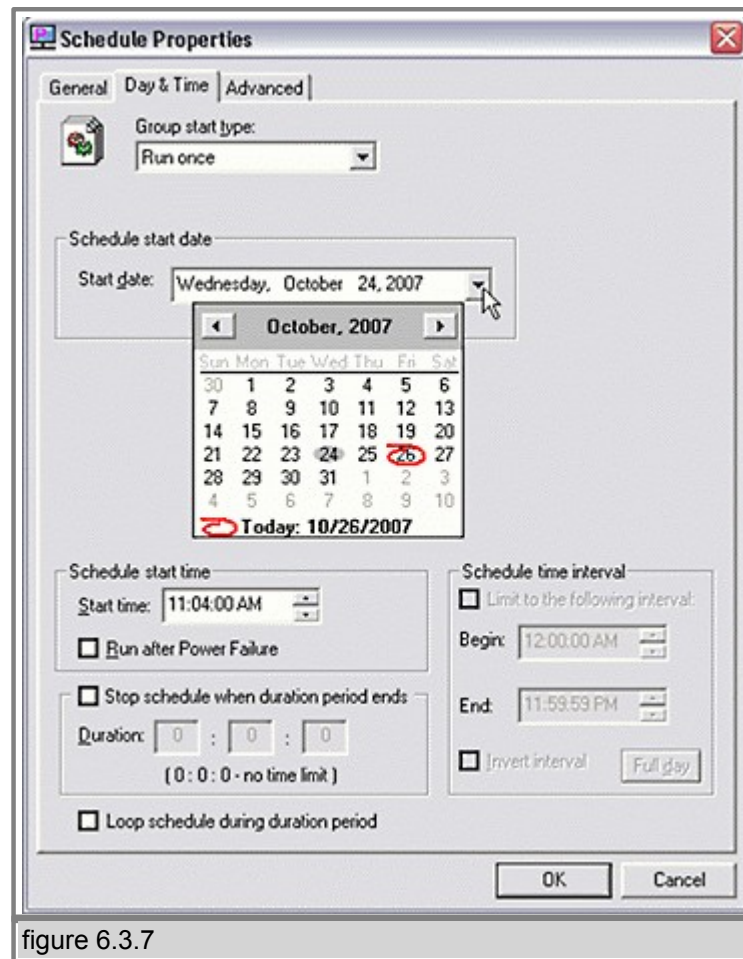 Schedule Properties
General Day & Time Advanced
Group start type:
Run once
Schedule start date
Start date: Wednesday, October 24, 2007
October, 2007
Sun Mon Tue Wed Thu Fri Sat
30 1 2 3 4 5 6
7 8 9 10 11 12 13
14 15 16 17 18 19 20
21 22 23 24 25 26 27
28 29 30 31 1 2 3
4 5 6 7 8 9 10
Today: 10/26/2007
Schedule start time
Start time: 11:04:00 AM
Run after Power Failure
Stop schedule when duration period ends
Duration: 0 : 0 : 0
( 0 : 0 : 0 - no time limit )
Loop schedule during duration period
Schedule time interval
Limit to the following interval:
Begin: 12:00:00 AM
End: 11:59:59 PM
Invert interval Full day
OK Cancel
figure 6.3.7